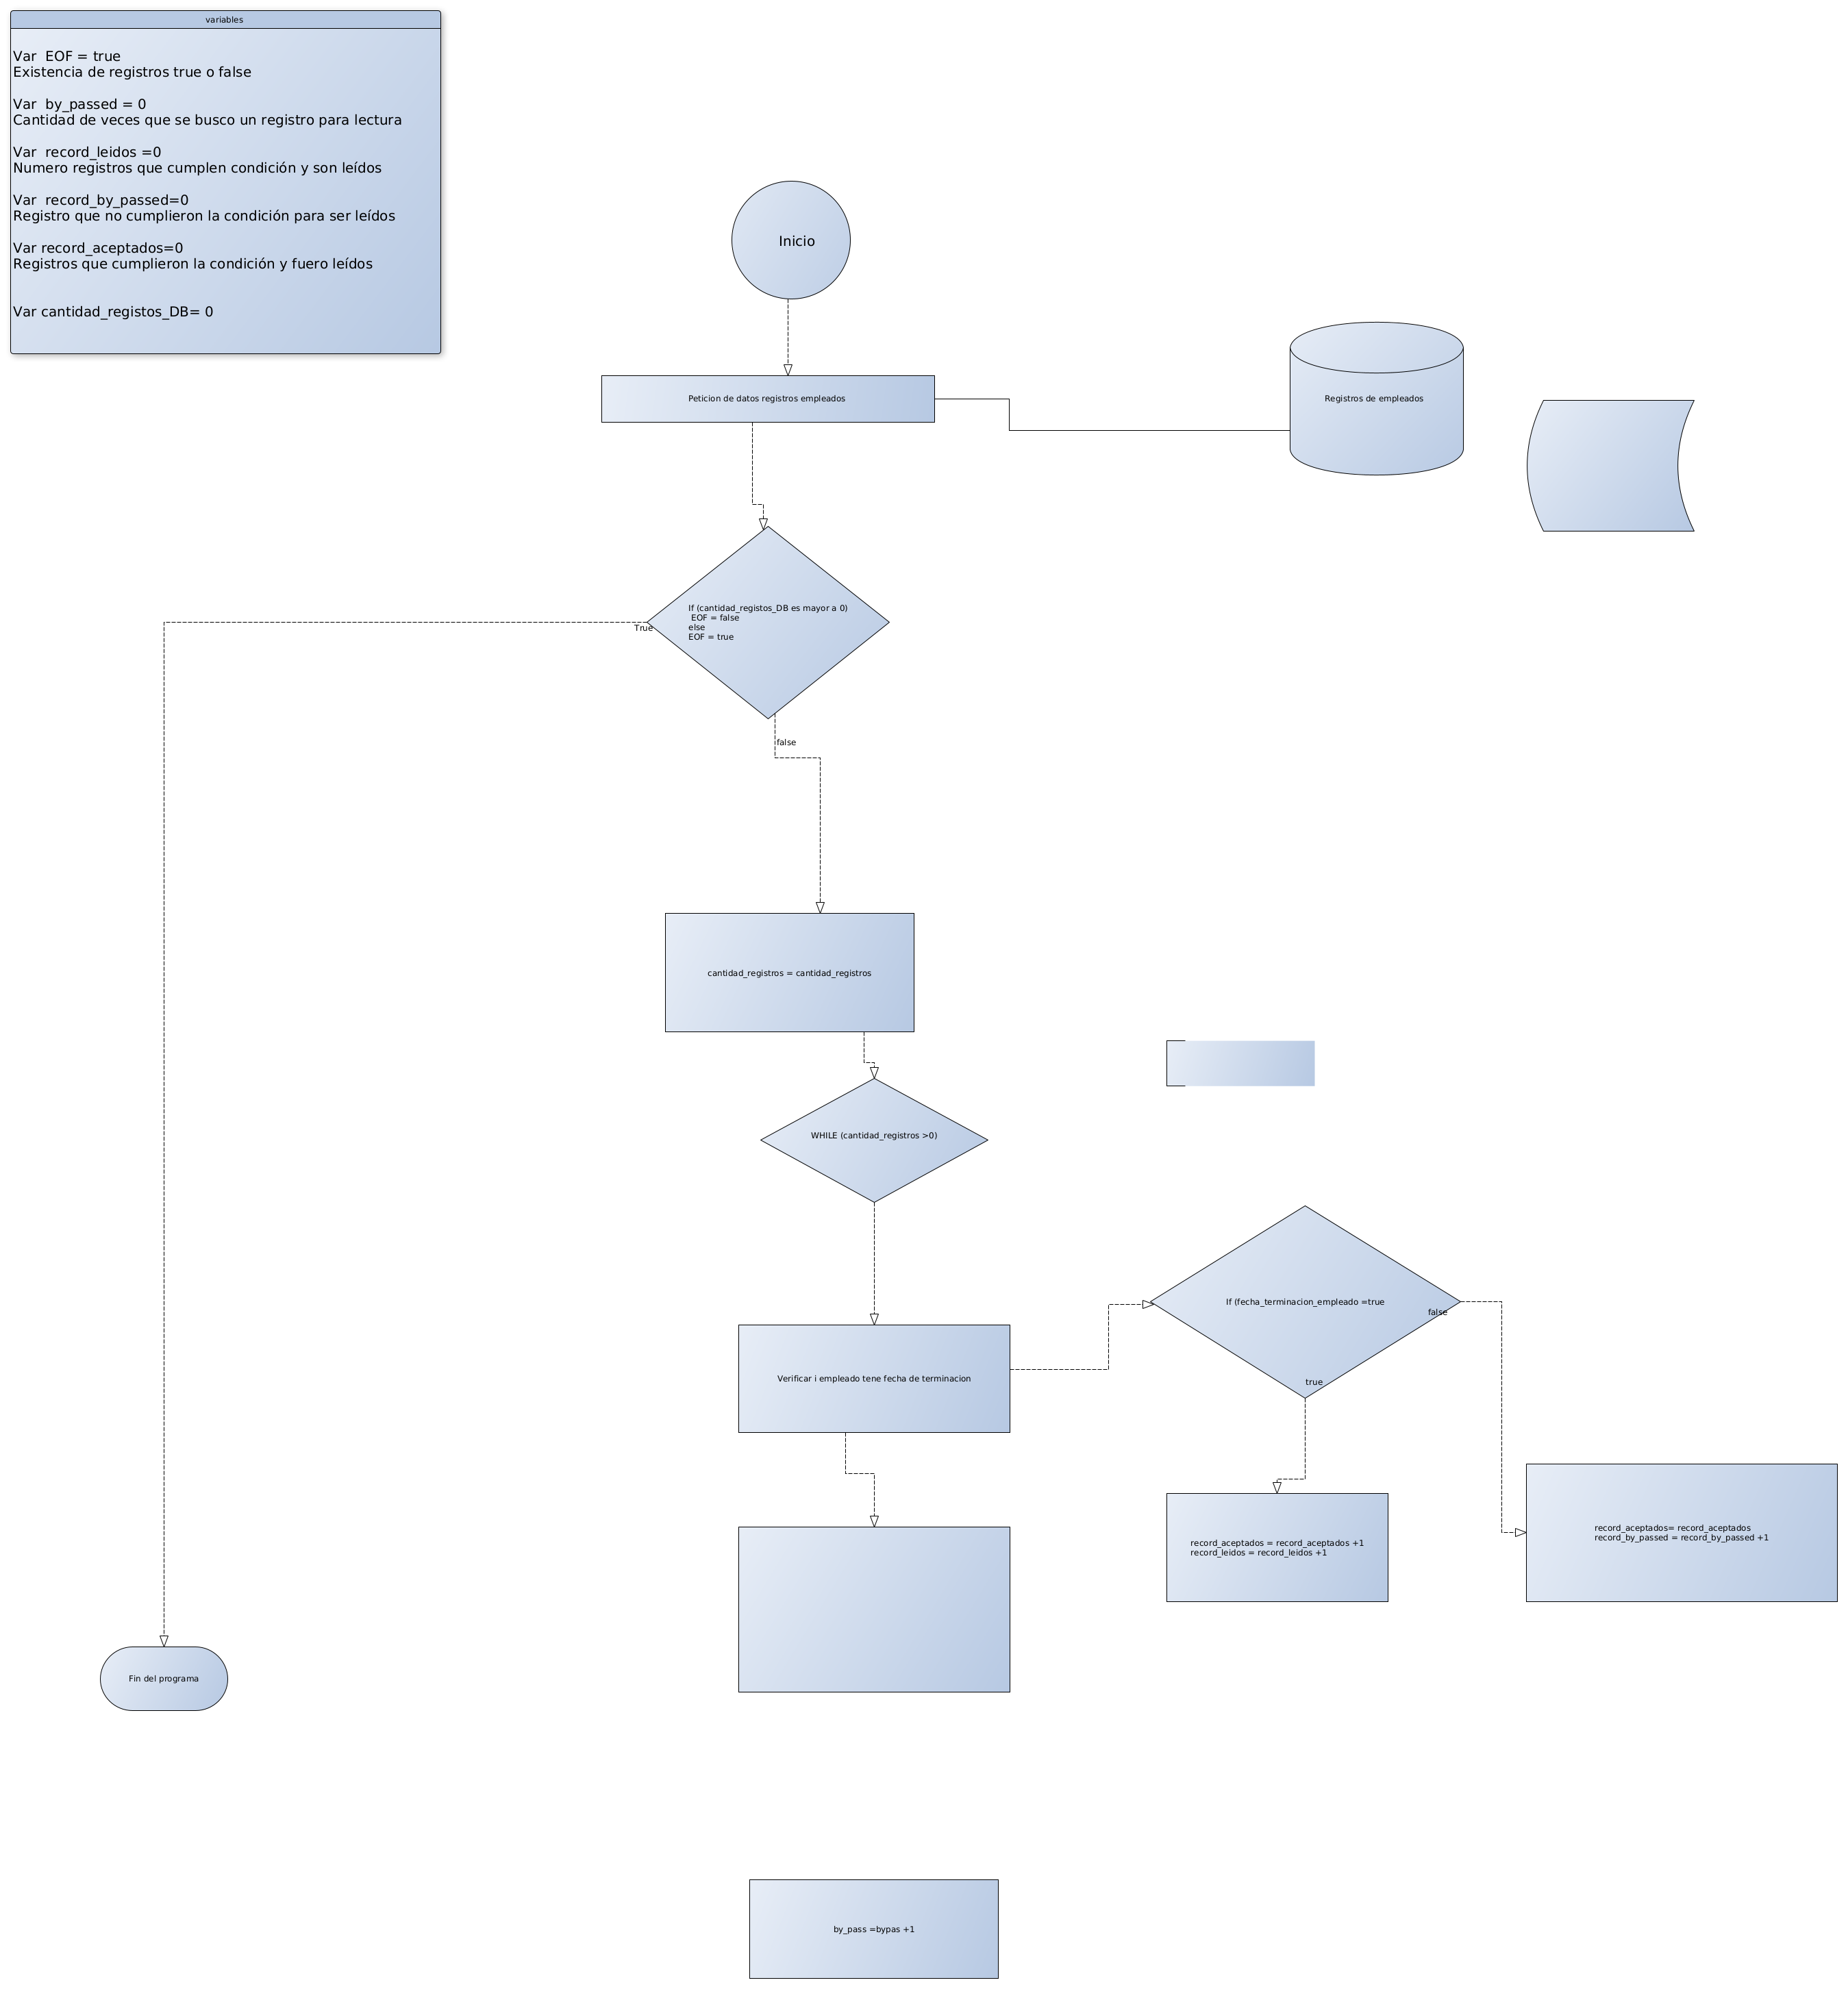 variables
Var  EOF = true
Existencia de registros true o false
Var  by_passed = 0
Cantidad de veces que se busco un registro para lectura
Var  record_leidos =0
Numero registros que cumplen condición y son leídos
Var  record_by_passed=0
Registro que no cumplieron la condición para ser leídos
Var record_aceptados=0
Registros que cumplieron la condición y fuero leídos
Var cantidad_registos_DB= 0
Inicio
Peticion de datos registros empleados
Registros de empleados
If (cantidad_registos_DB es mayor a 0)
EOF = false
else
EOF = true
True
false
cantidad_registros = cantidad_registros
WHILE (cantidad_registros >0)
If (fecha_terminacion_empleado =true
false
true
Verificar i empleado tene fecha de terminacion
record_aceptados = record_aceptados +1
record_leidos = record_leidos +1
record_aceptados= record_aceptados
record_by_passed = record_by_passed +1
Fin del programa
by_pass =bypas +1